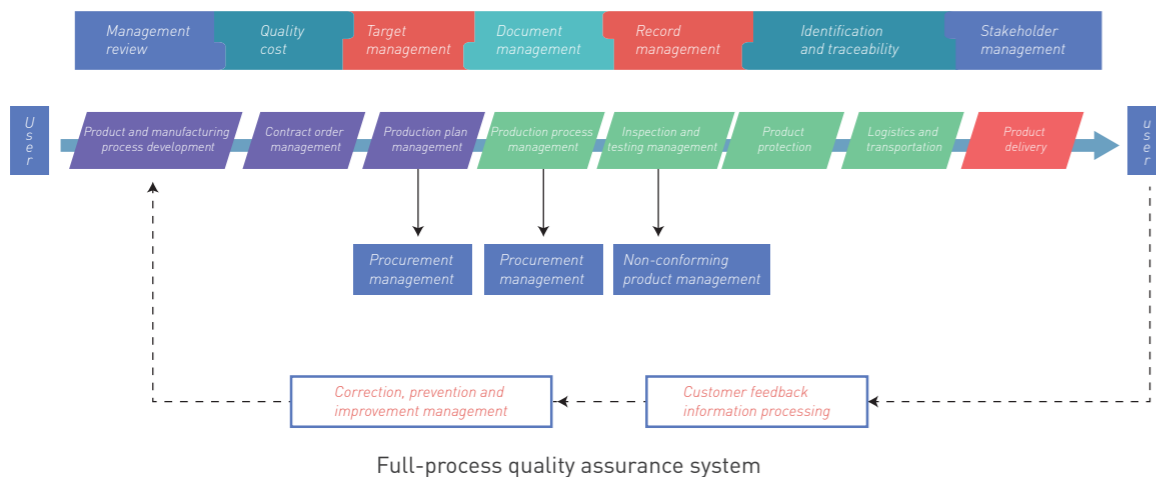 Management
review
Quality
cost
Target
management
Document
management
Record
management
Identification
and traceability
Stakeholder
management
User
Product and manufacturing
process development
Contract order
management
Production plan
management
Production process
management
Inspection and
testing management
Product
protection
Logistics and
transportation
Product
delivery
user
Procurement
management
Procurement
management
Non-conforming
product management
Correction, prevention and
improvement management
Customer feedback
information processing
Full-process quality assurance system